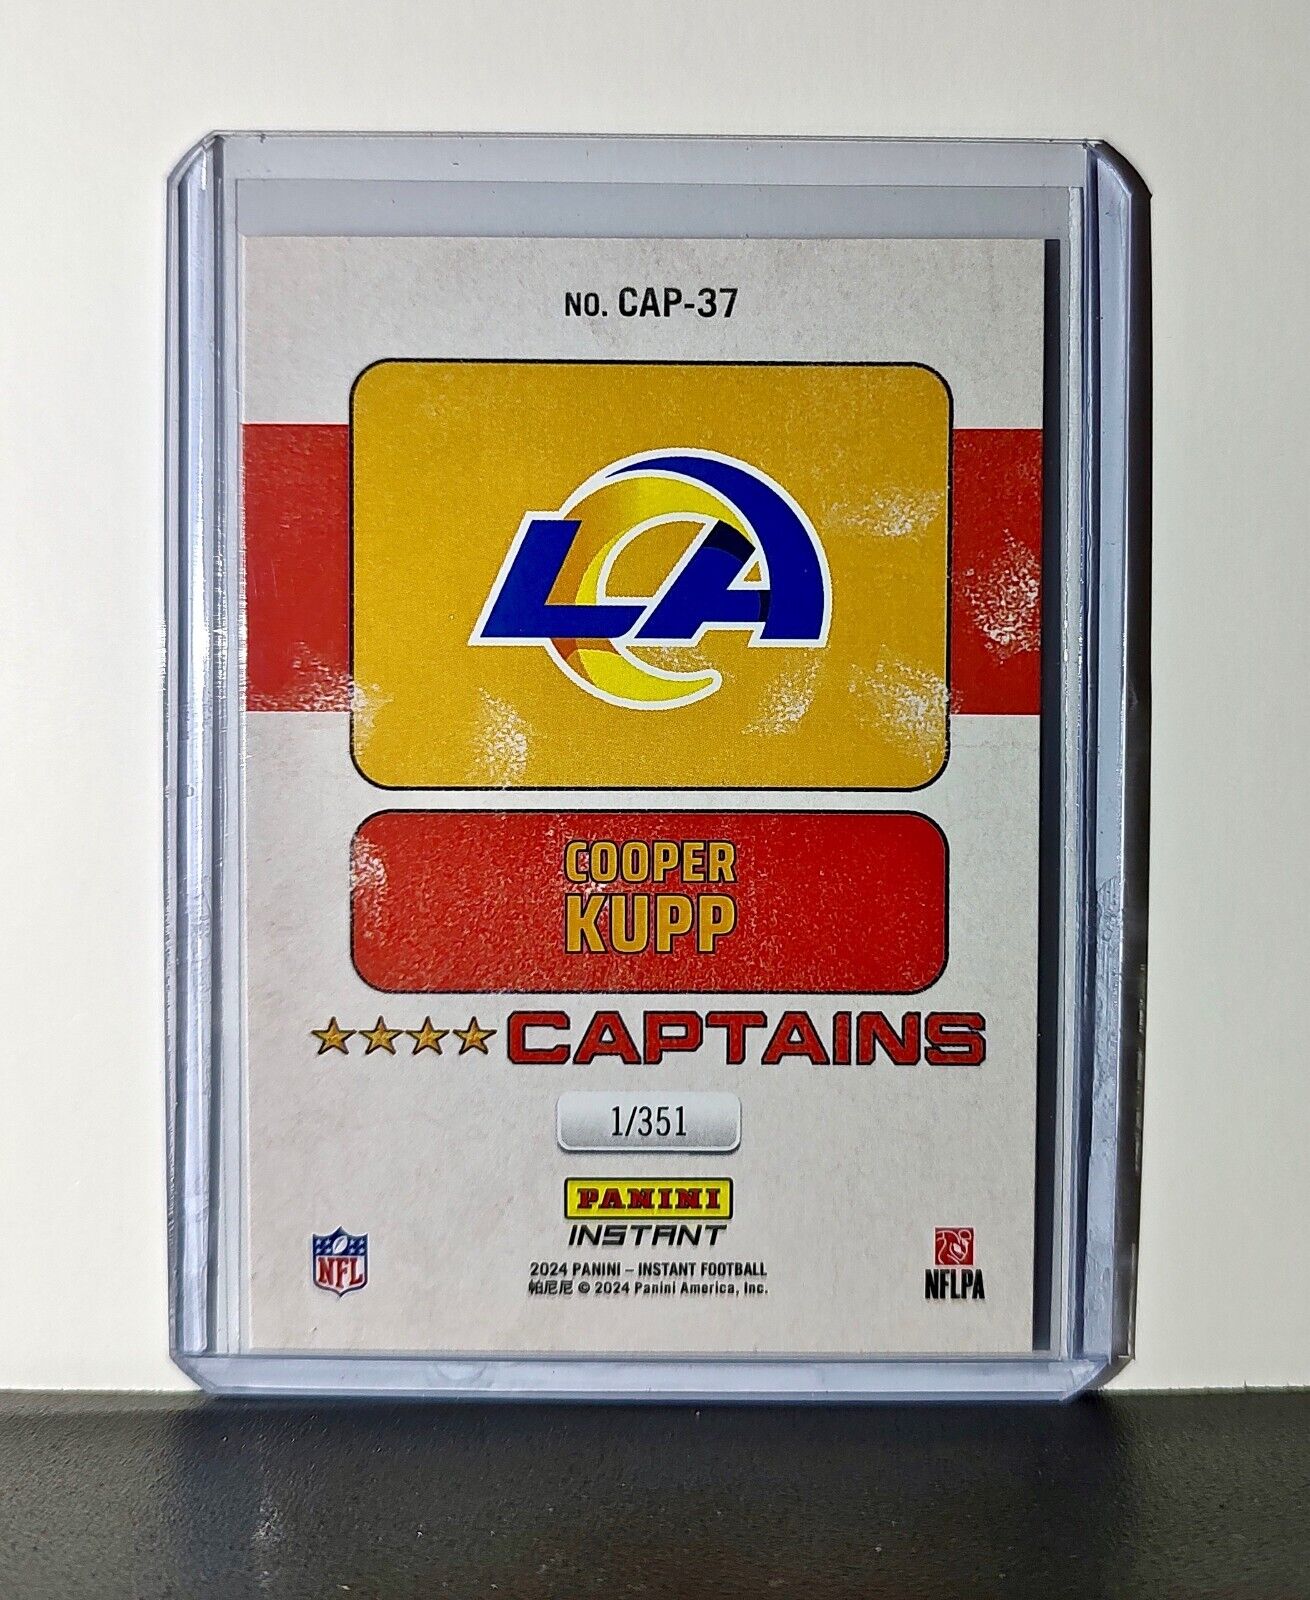 NO. CAP-37
LA
COOPER
KUPP
CAPTAINS
1/351
PANINI
INSTANT
NFL
2024 PANINI – INSTANT FOOTBALL
帕尼尼 © 2024 Panini America, Inc.
NFLPA